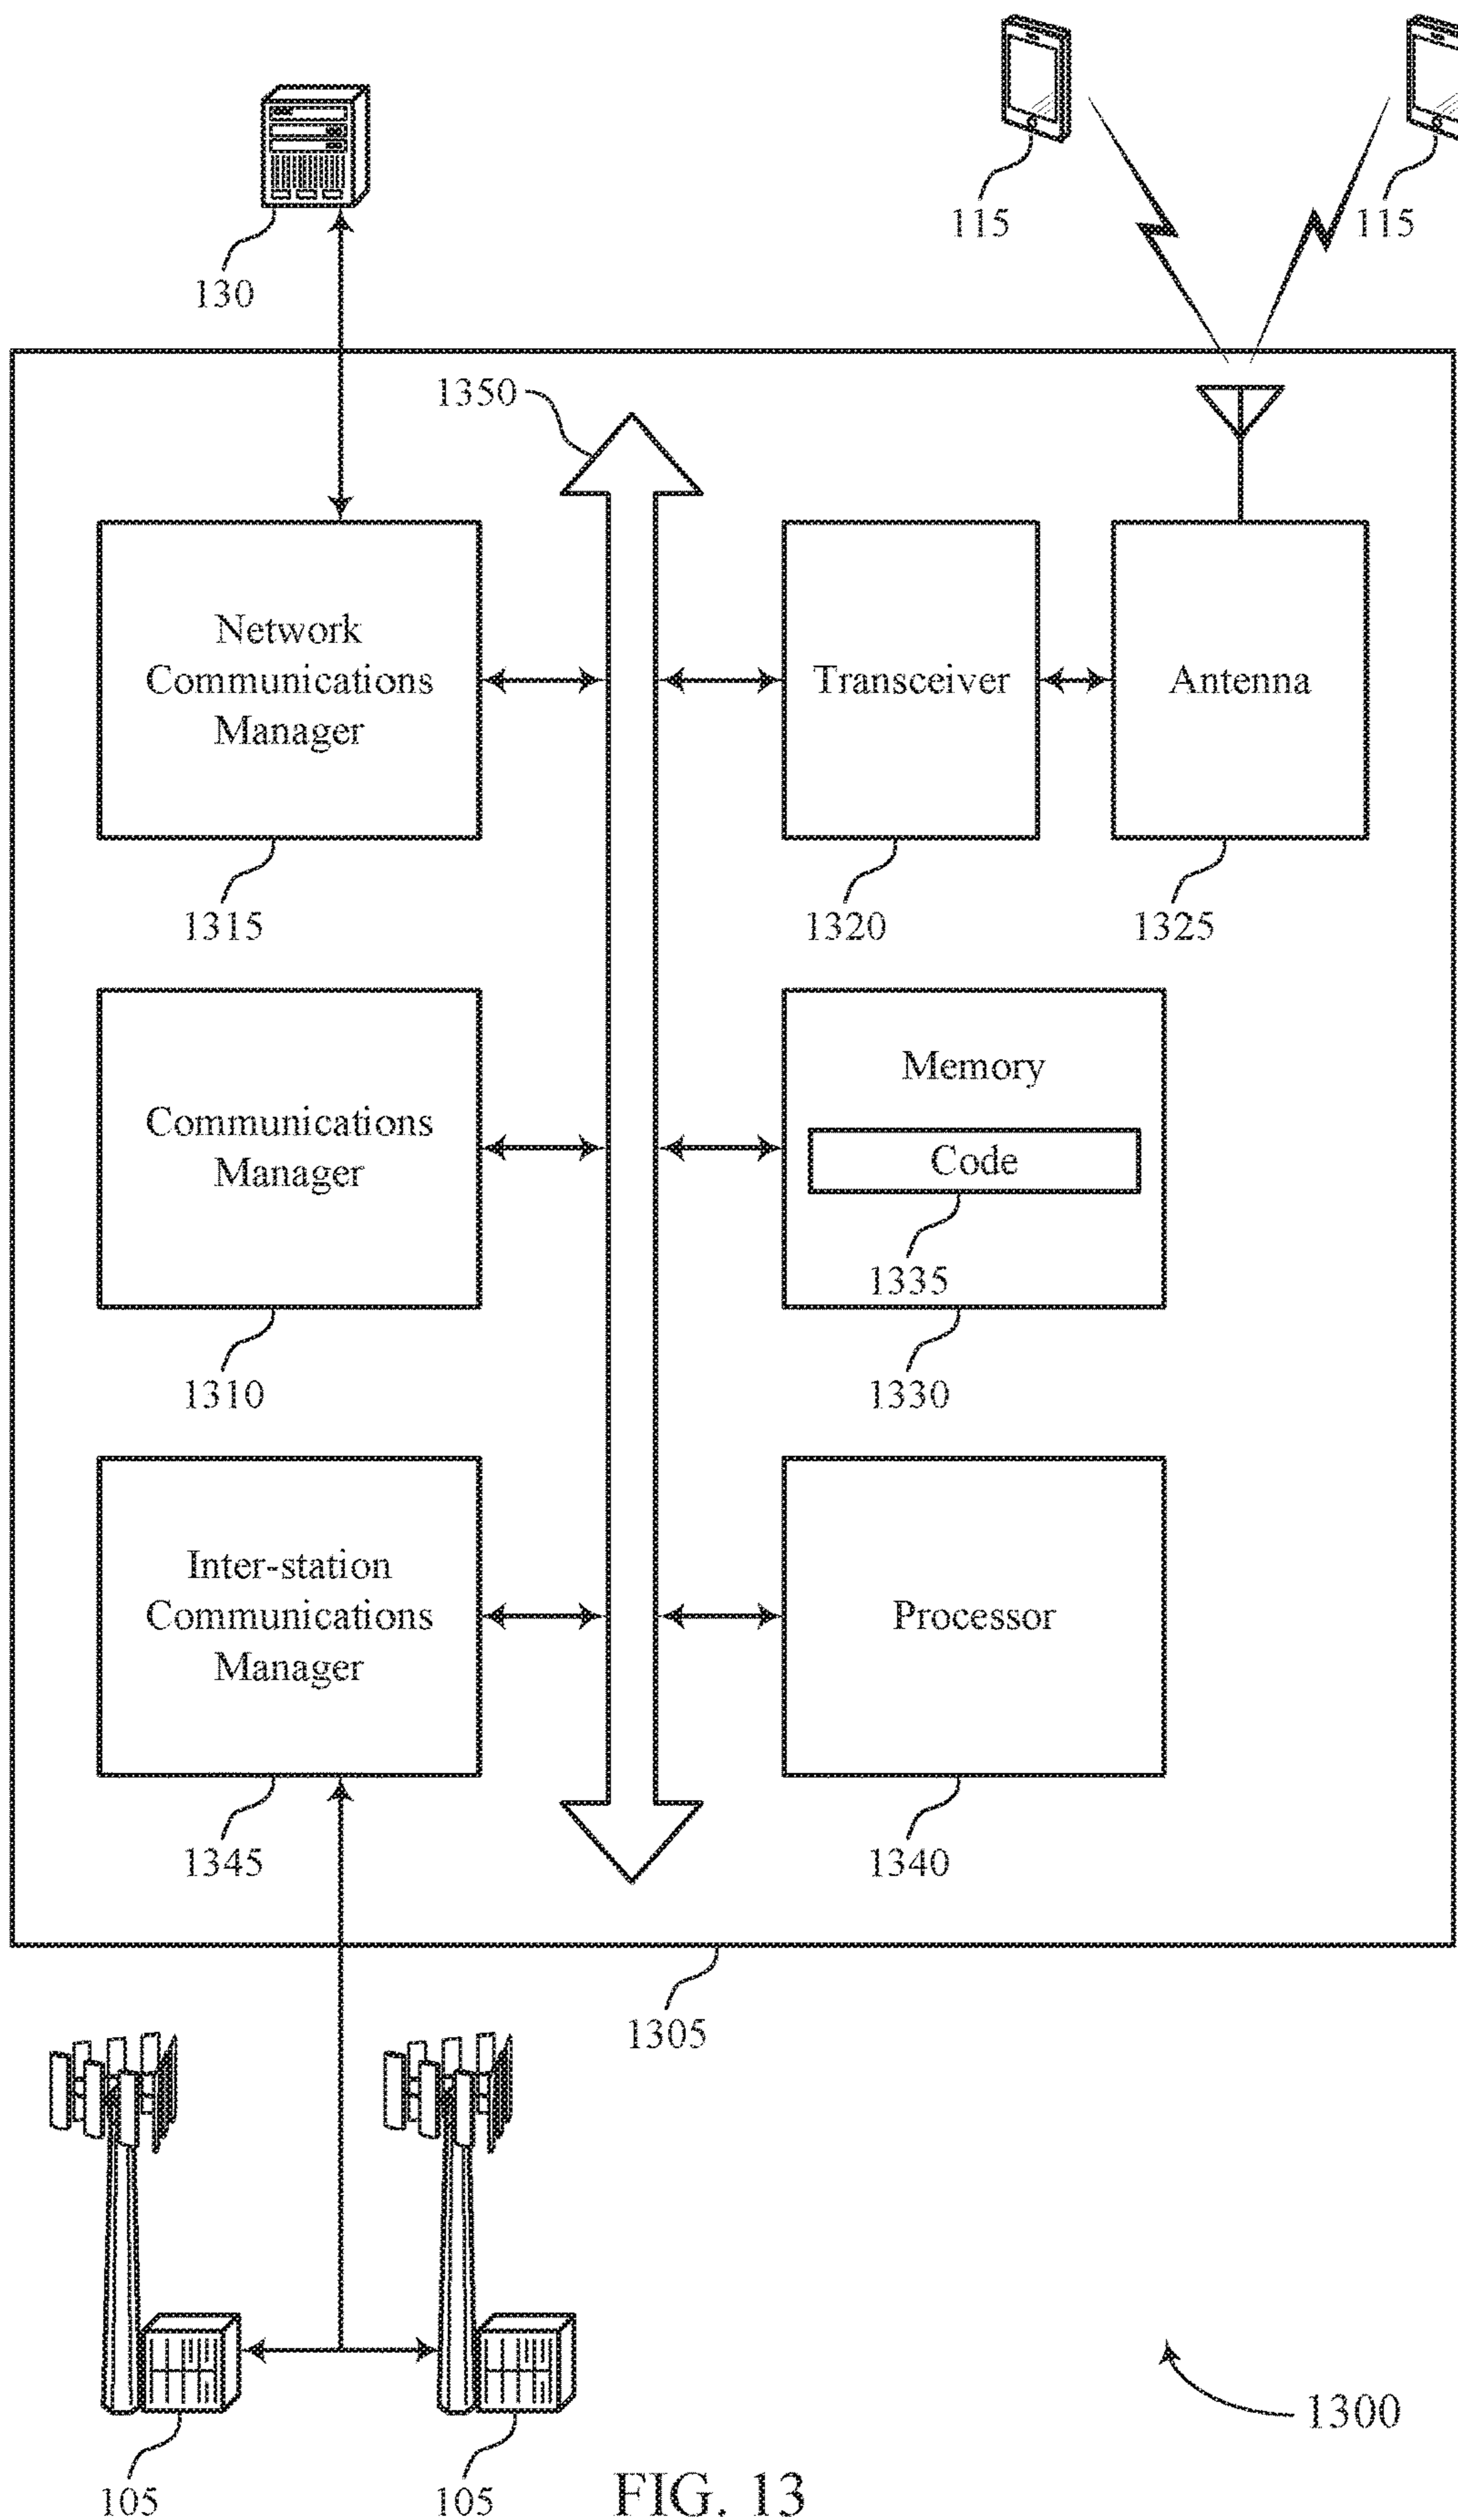 130
115
115
1350
Network
Communications
Manager
1315
Transceiver
1320
Antenna
1325
Communications
Manager
1310
Memory
Code
1335
1330
Inter-station
Communications
Manager
1345
Processor
1340
1305
105
105
1300
FIG. 13